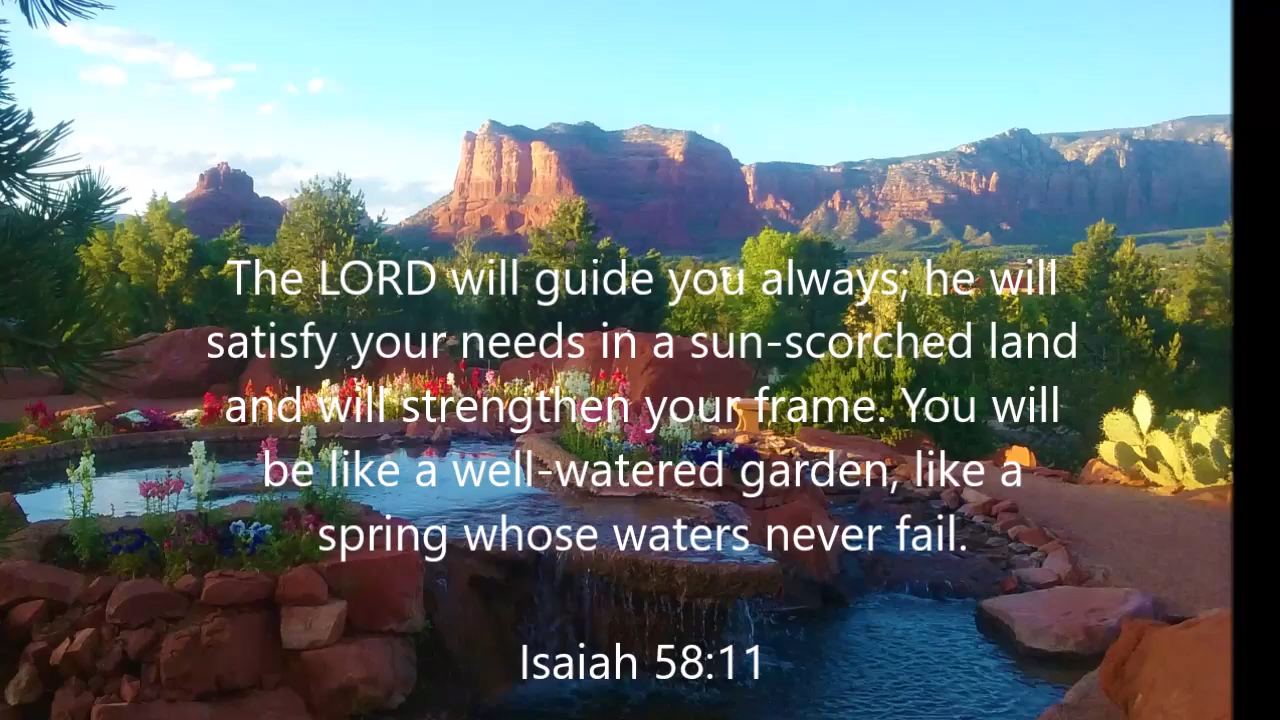 The LORD will guide you always; he will
satisfy your needs in a sun-scorched land
and will strengthen your frame. You will
be like a well-watered garden, like a
spring whose waters never fail.
Isaiah 58:11